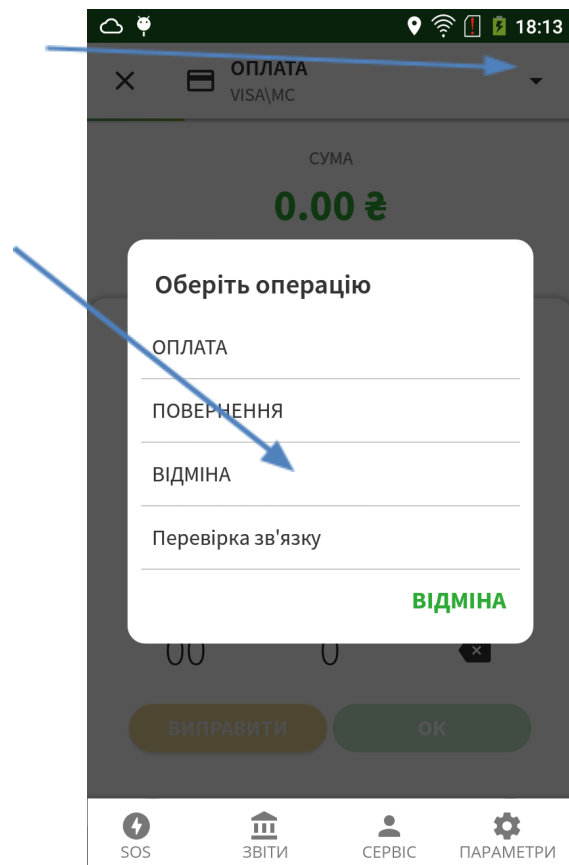 18:13
ОПЛАТА
VISA\MC
СУМА
0.00 ₴
Оберіть операцію
ОПЛАТА
ПОВЕРНЕННЯ
ВІДМІНА
Перевірка зв'язку
ВІДМІНА
00 0
ВИПРАВИТИ ОК
SOS ЗВІТИ СЕРВІС ПАРАМЕТРИ